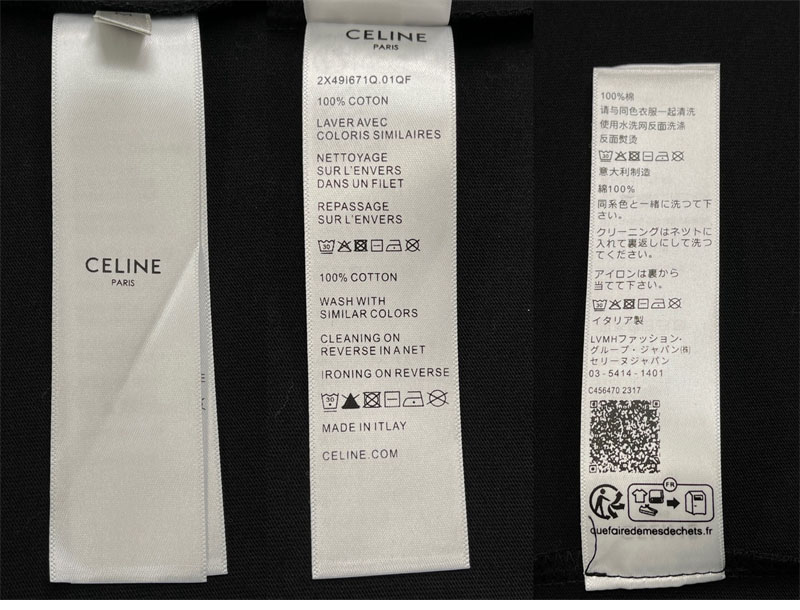 CELINE
PARIS
CELINE
PARIS
2X49I671Q.01QF
100% COTON
LAVER AVEC
COLORIS SIMILAIRES
NETTOYAGE
SUR L'ENVERS
DANS UN FILET
REPASSAGE
SUR L'ENVERS
30
100% COTTON
WASH WITH
SIMILAR COLORS
CLEANING ON
REVERSE IN A NET
IRONING ON REVERSE
30
MADE IN ITLAY
CELINE.COM
100%棉
请与同色衣服一起清洗
使用水洗网反面洗涤
反面熨烫
30
意大利制造
綿100%
同系色と一緒に洗つて下
さい。
クリーニングはネツトに
入れて裏返しにして洗つ
てください。
アイロンは裏から
当てて下さい。
30
イタリア製
LVMHファッション·
グループ・ジャパン㈱
セリーヌジャパン
03-5414-1401
C456470 2317
FR
quefairedemesdechets.fr